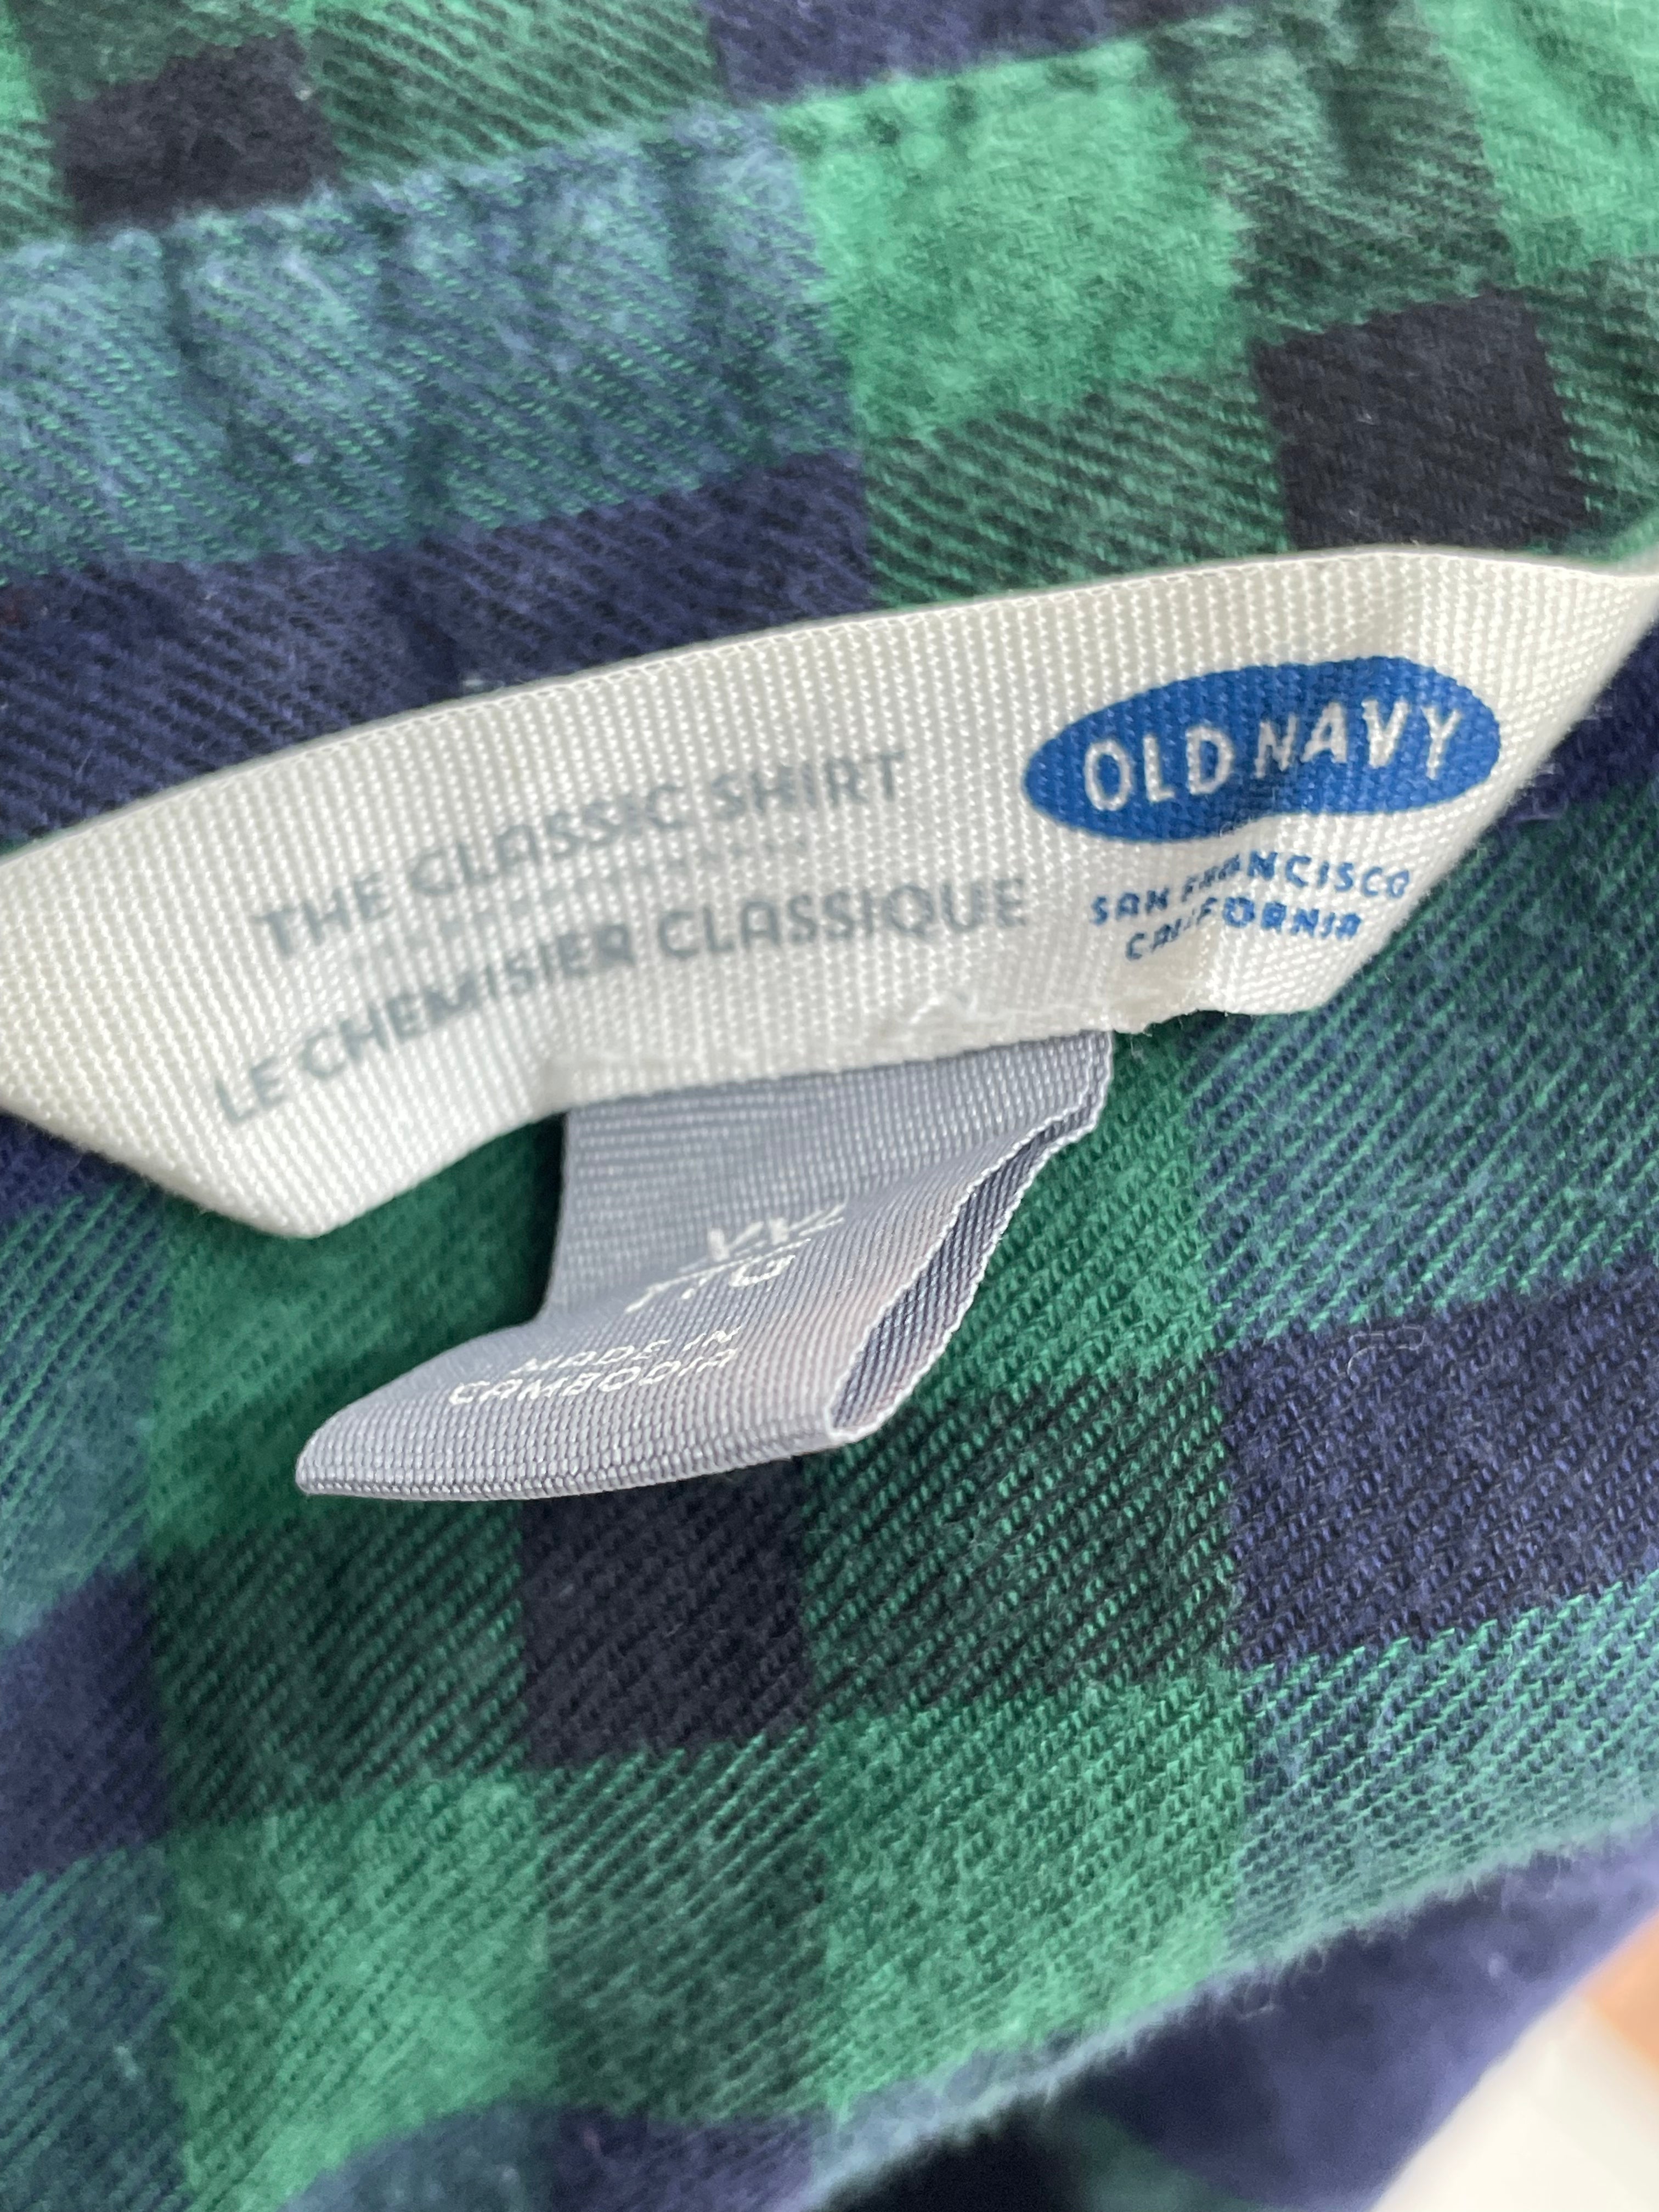 THE CLASSIC SHIRT
LE CHEMISIER CLASSIQUE
OLD NAVY
SAN FRANCISCO
CALIFORNIA
MADE IN
CAMBODIA